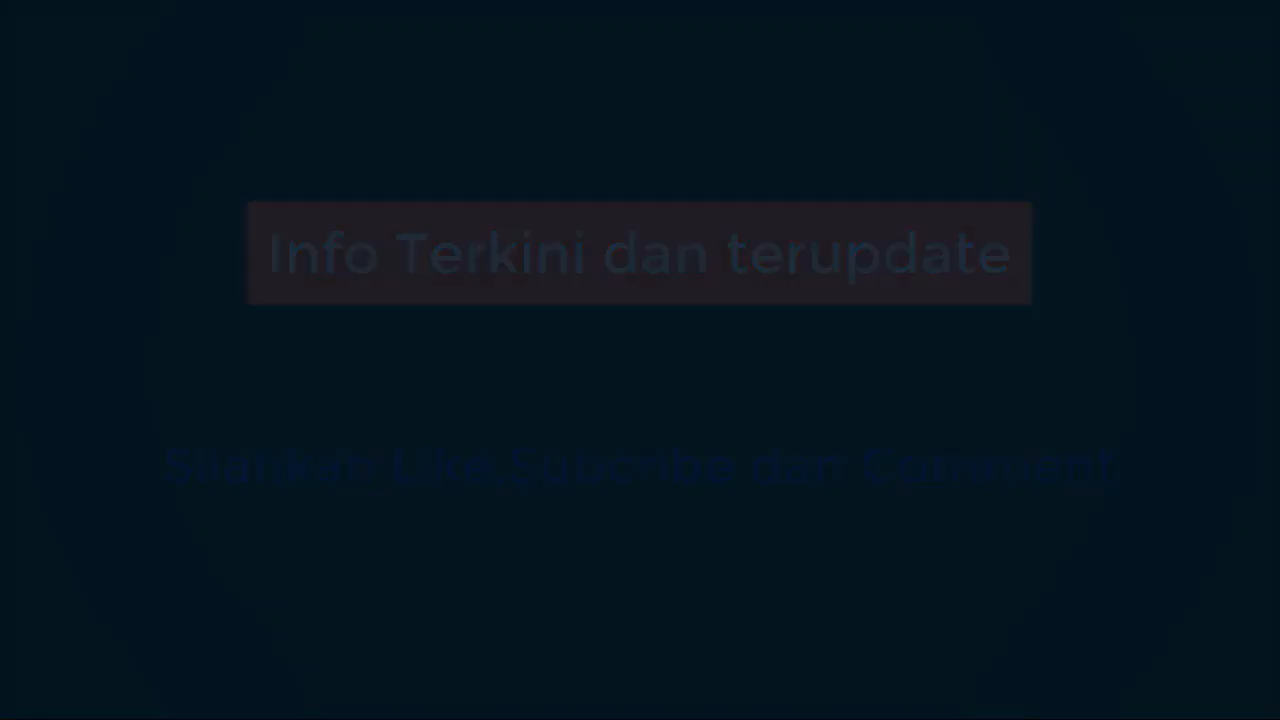 Info Terkini dan terupdate
Silahkan Like,Subcribe dan Comment